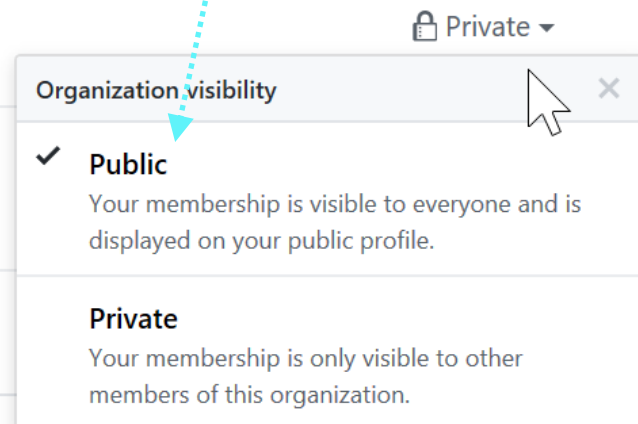 Private
Organization visibility
Public
Your membership is visible to everyone and is
displayed on your public profile.
Private
Your membership is only visible to other
members of this organization.